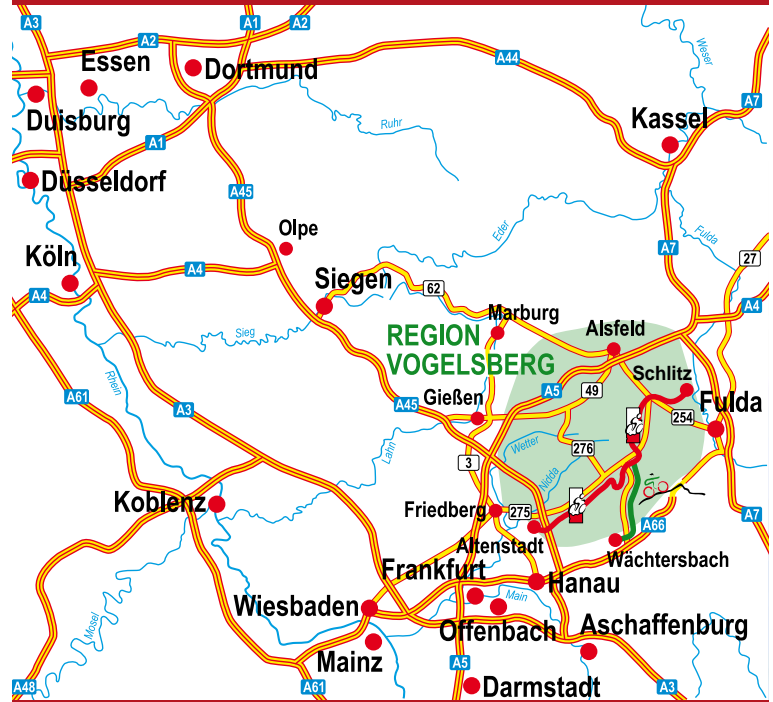 A3
A1
A2
Essen
Dortmund
A2
A44
Weser
Duisburg
A7
Ruhr
Kassel
A1
Düsseldorf
A45
Olpe
Eder
A7
Fulda
27
Köln
A4
A4
Siegen
62
A4
Marburg
Sieg
REGION
VOGELSBERG
Alsfeld
Rhein
Schlitz
A61
A3
Gießen
A5
49
A45
254
Fulda
Lahn
Wetter
276
3
Nidda
Koblenz
Friedberg
275
A7
Altenstadt
A66
Wächtersbach
Frankfurt
Hanau
Main
Wiesbaden
Offenbach
Mosel
Aschaffenburg
Mainz
A5
A48
A61
Darmstadt
A3